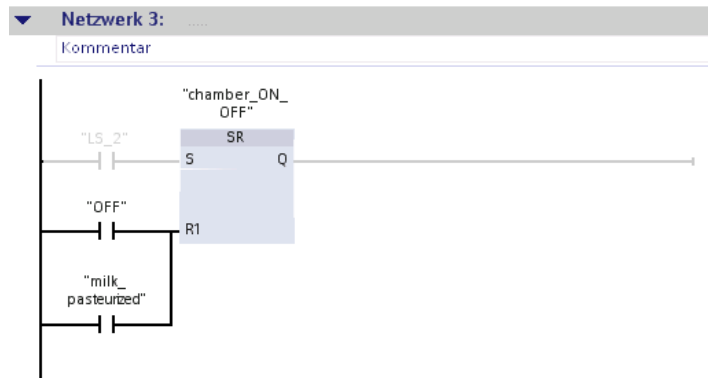 Netzwerk 3: .....
Kommentar
"chamber_ON_
OFF"
"LS_2"
SR
S Q
"OFF"
R1
"milk_
pasteurized"